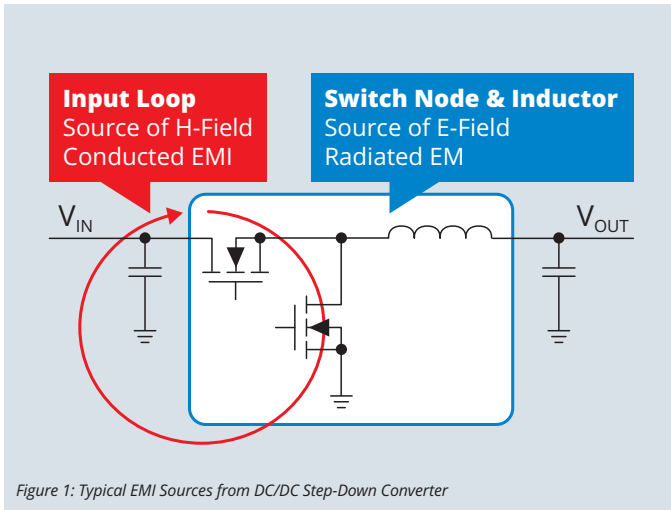 Input Loop
Source of H-Field
Conducted EMI
Switch Node & Inductor
Source of E-Field
Radiated EM
VIN
VOUT
Figure 1: Typical EMI Sources from DC/DC Step-Down Converter